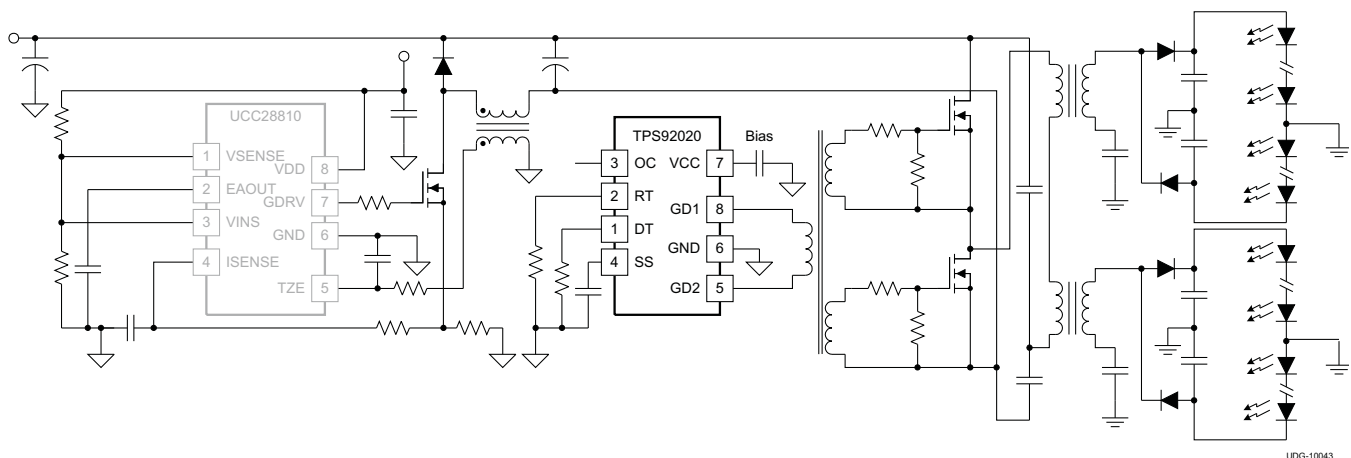 UCC28810
1 VSENSE
VDD 8
2 EAOUT
GDRV 7
3 VINS
GND 6
4 ISENSE
TZE 5
TPS92020
Bias
3 OC
VCC 7
2 RT
GD1 8
1 DT
GND 6
4 SS
GD2 5
UDG-10043